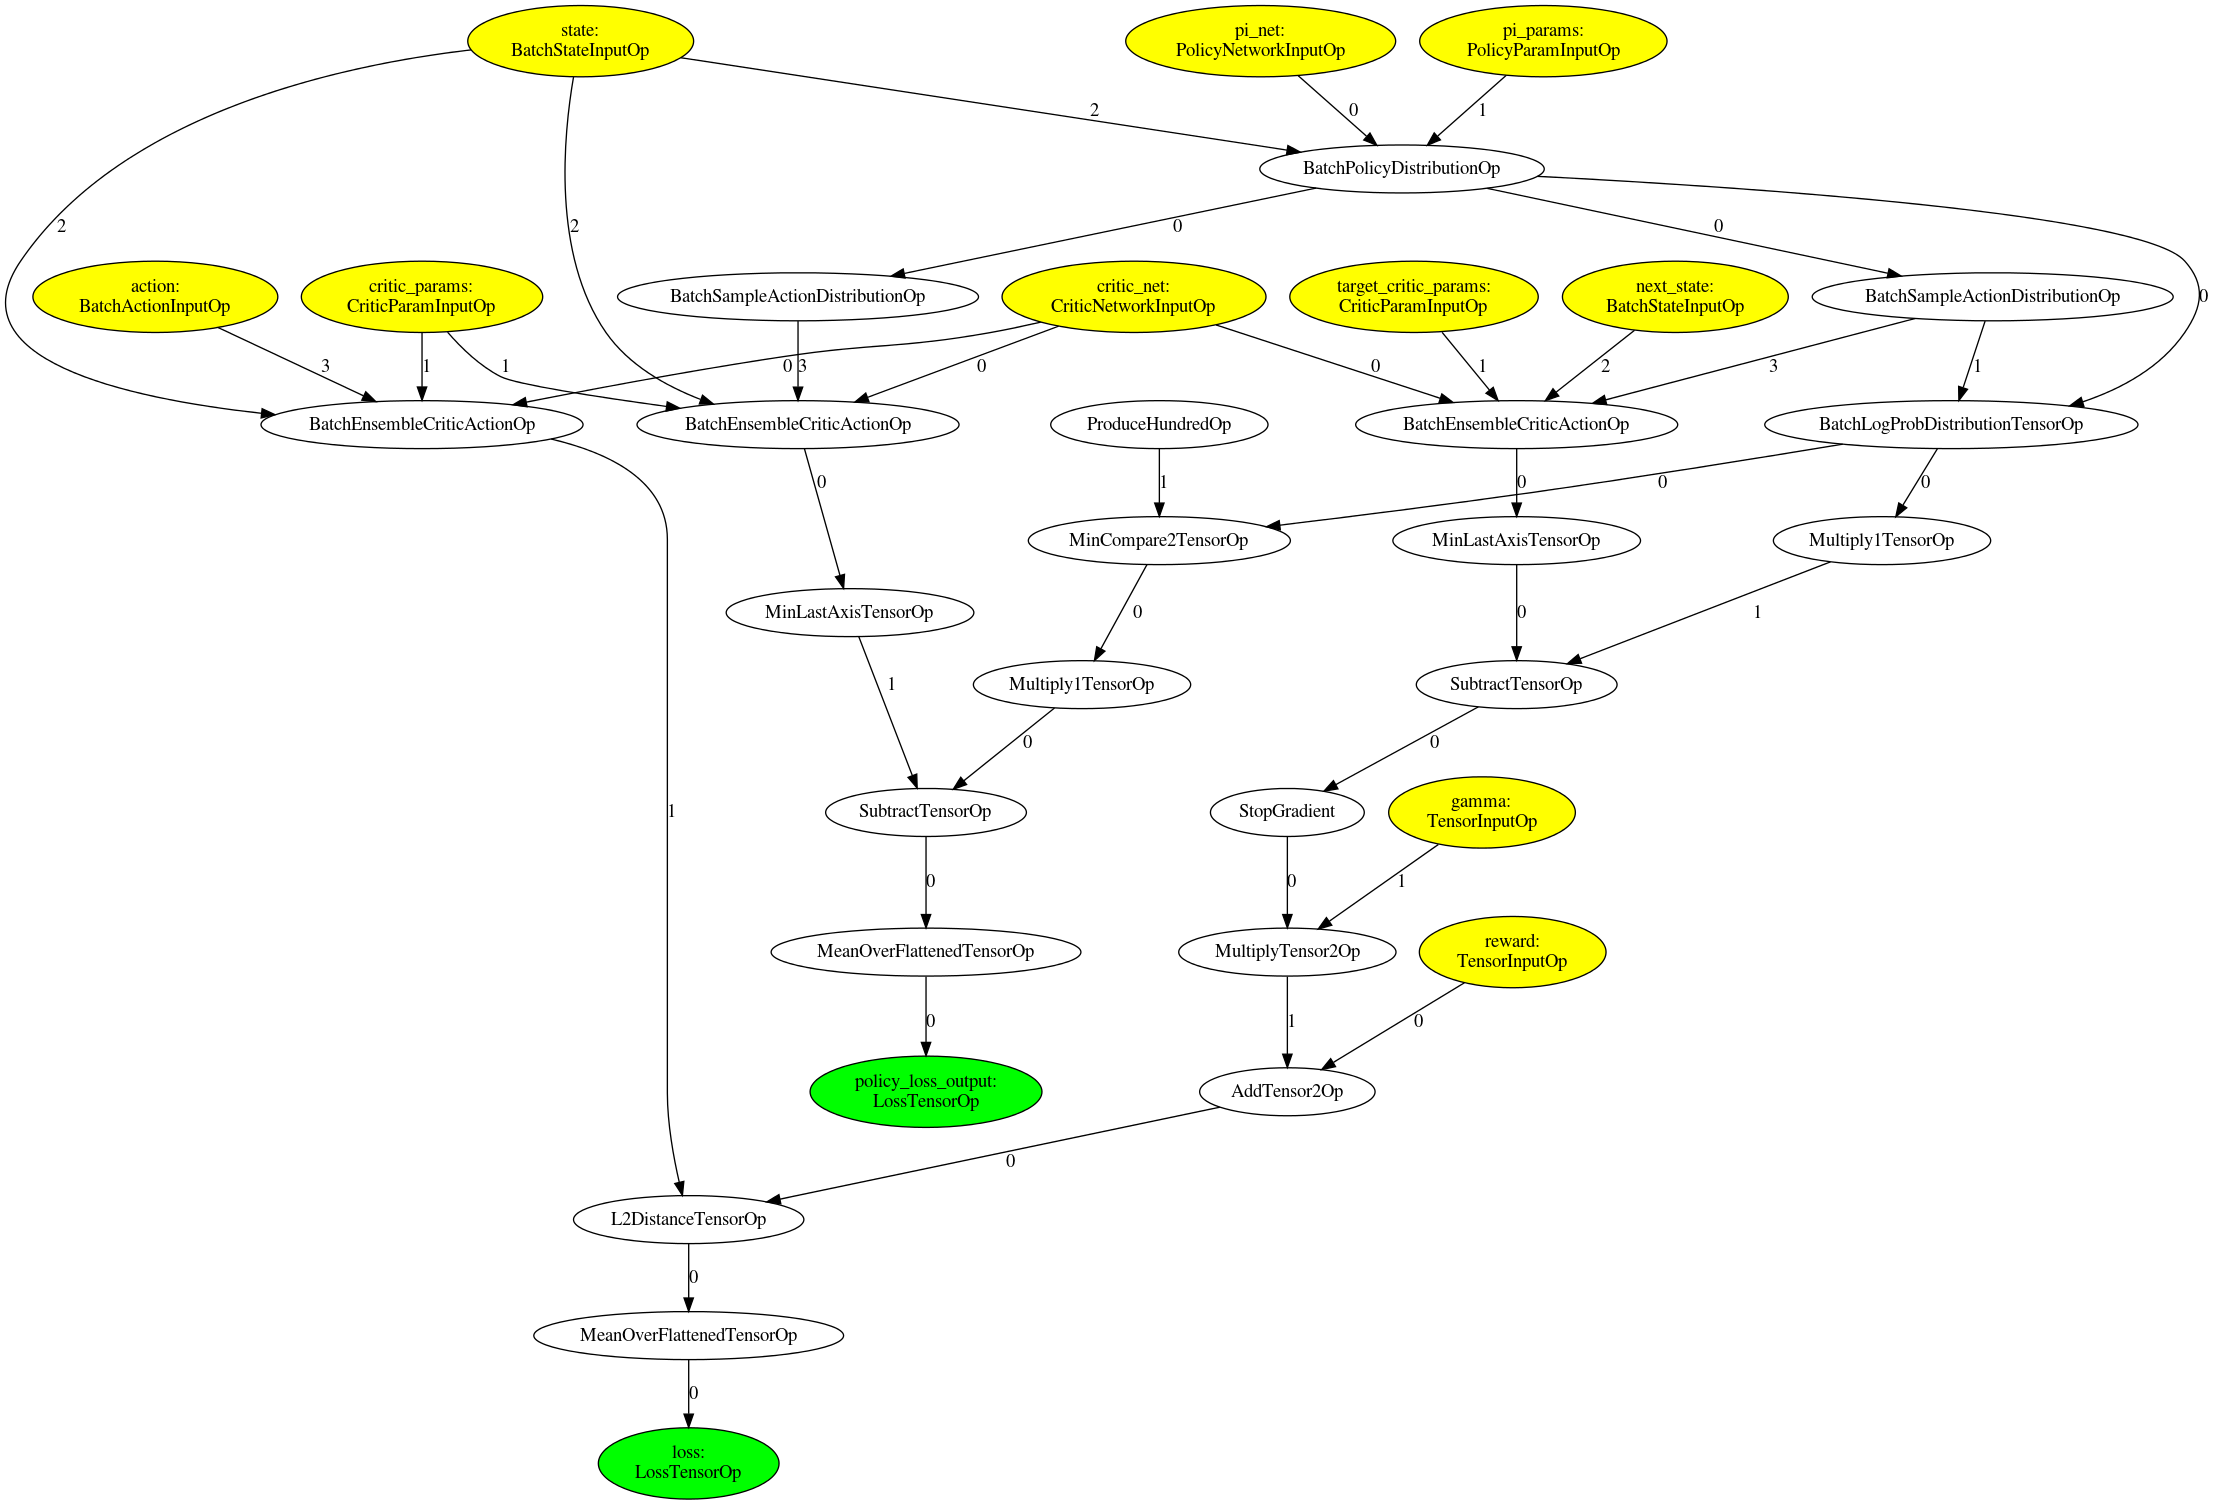 state:
BatchStateInputOp
pi_net:
PolicyNetworkInputOp
pi_params:
PolicyParamInputOp
2
0
1
BatchPolicyDistributionOp
2
2
0
0
0
action:
BatchActionInputOp
critic_params:
CriticParamInputOp
BatchSampleActionDistributionOp
critic_net:
CriticNetworkInputOp
target_critic_params:
CriticParamInputOp
next_state:
BatchStateInputOp
BatchSampleActionDistributionOp
3
1
1
0
3
0
0
1
2
3
1
BatchEnsembleCriticActionOp
BatchEnsembleCriticActionOp
ProduceHundredOp
BatchEnsembleCriticActionOp
BatchLogProbDistributionTensorOp
0
1
0
0
0
MinCompare2TensorOp
MinLastAxisTensorOp
Multiply1TensorOp
MinLastAxisTensorOp
0
0
1
1
Multiply1TensorOp
SubtractTensorOp
0
0
1
SubtractTensorOp
StopGradient
gamma:
TensorInputOp
0
0
1
MeanOverFlattenedTensorOp
MultiplyTensor2Op
reward:
TensorInputOp
0
1
0
policy_loss_output:
LossTensorOp
AddTensor2Op
0
L2DistanceTensorOp
0
MeanOverFlattenedTensorOp
0
loss:
LossTensorOp